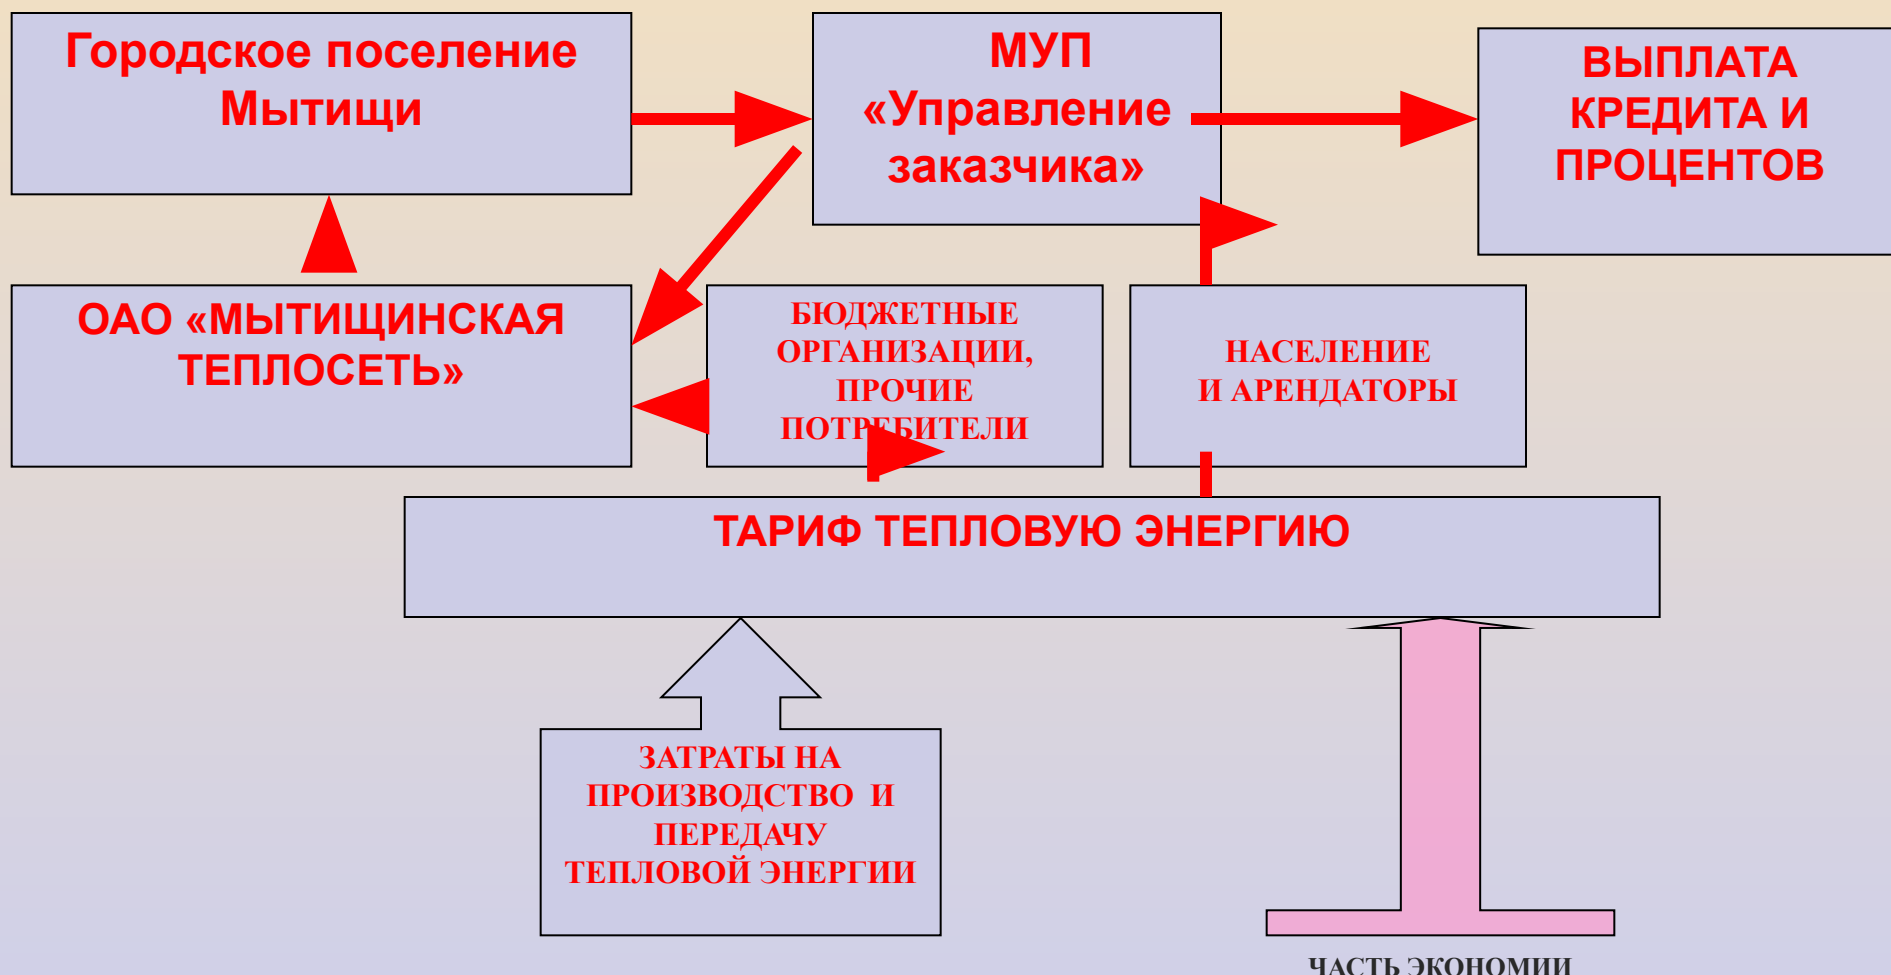 Городское поселение
Мытищи
МУП
«Управление
заказчика»
ВЫПЛАТА
КРЕДИТА И
ПРОЦЕНТОВ
ОАО «МЫТИЩИНСКАЯ
ТЕПЛОСЕТЬ»
БЮДЖЕТНЫЕ
ОРГАНИЗАЦИИ,
ПРОЧИЕ
ПОТРЕБИТЕЛИ
НАСЕЛЕНИЕ
И АРЕНДАТОРЫ
ТАРИФ ТЕПЛОВУЮ ЭНЕРГИЮ
ЗАТРАТЫ НА
ПРОИЗВОДСТВО И
ПЕРЕДАЧУ
ТЕПЛОВОЙ ЭНЕРГИИ
ЧАСТЬ ЭКОНОМИИ